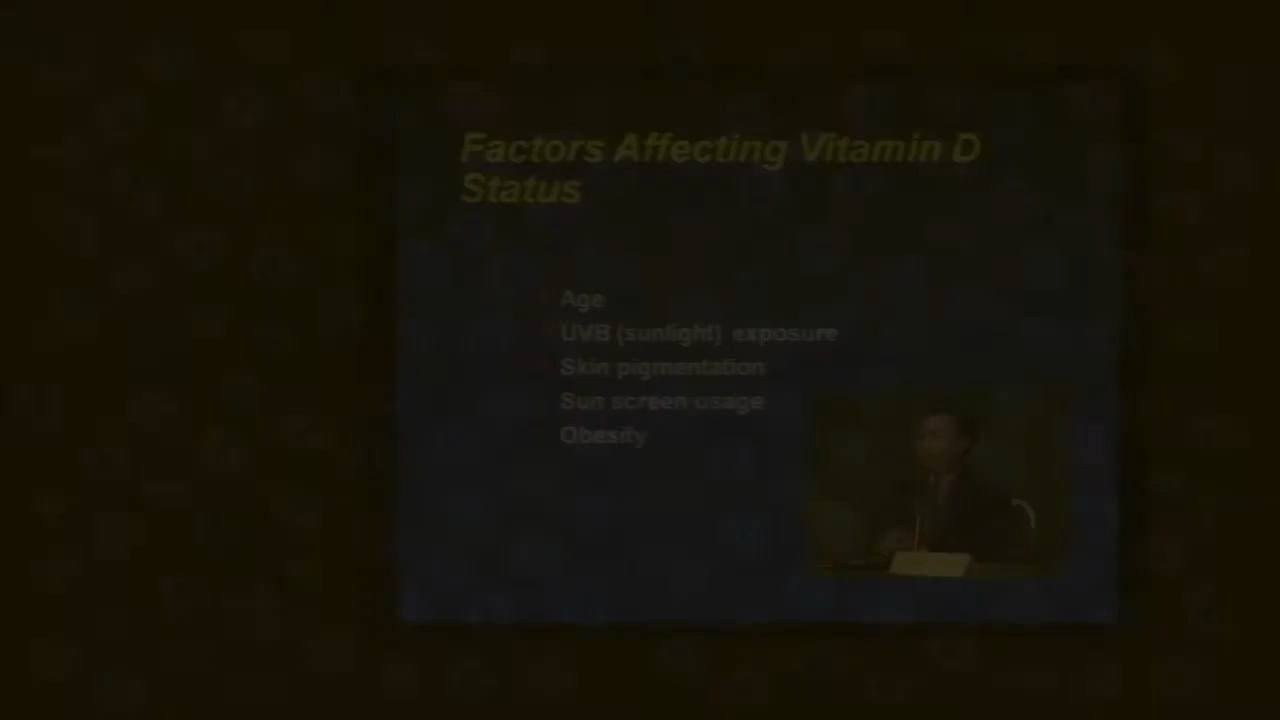 Factors Affecting Vitamin D
Status
Age
UVB (sunlight) exposure
Skin pigmentation
Sun screen usage
Obesity